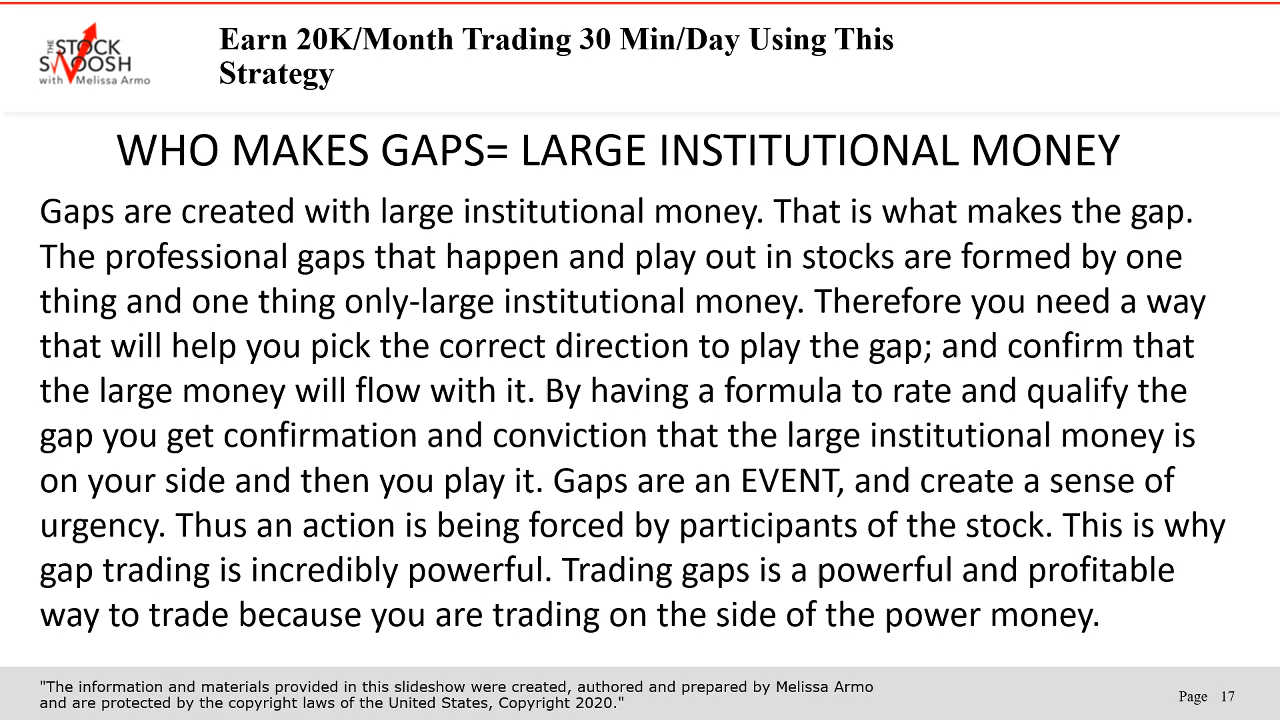 THE
STOCK
SWOOSH
with Melissa Armo
Earn 20K/Month Trading 30 Min/Day Using This
Strategy
WHO MAKES GAPS= LARGE INSTITUTIONAL MONEY
Gaps are created with large institutional money. That is what makes the gap.
The professional gaps that happen and play out in stocks are formed by one
thing and one thing only-large institutional money. Therefore you need a way
that will help you pick the correct direction to play the gap; and confirm that
the large money will flow with it. By having a formula to rate and qualify the
gap you get confirmation and conviction that the large institutional money is
on your side and then you play it. Gaps are an EVENT, and create a sense of
urgency. Thus an action is being forced by participants of the stock. This is why
gap trading is incredibly powerful. Trading gaps is a powerful and profitable
way to trade because you are trading on the side of the power money.
"The information and materials provided in this slideshow were created, authored and prepared by Melissa Armo
and are protected by the copyright laws of the United States, Copyright 2020."
Page 17